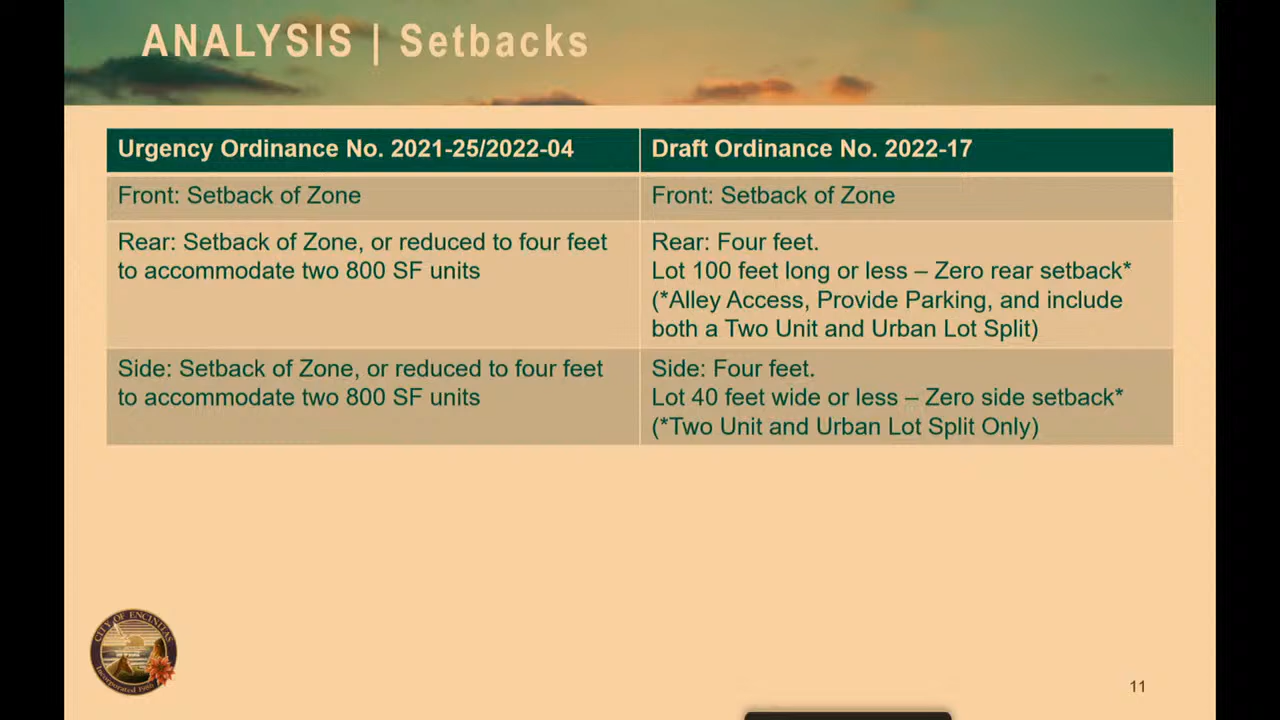 ANALYSIS | Setbacks
Urgency Ordinance No. 2021-25/2022-04
Draft Ordinance No. 2022-17
Front: Setback of Zone
Front: Setback of Zone
Rear: Setback of Zone, or reduced to four feet
to accommodate two 800 SF units
Rear: Four feet.
Lot 100 feet long or less – Zero rear setback*
(*Alley Access, Provide Parking, and include
both a Two Unit and Urban Lot Split)
Side: Setback of Zone, or reduced to four feet
to accommodate two 800 SF units
Side: Four feet.
Lot 40 feet wide or less – Zero side setback*
(*Two Unit and Urban Lot Split Only)
CITY OF ENCINITAS
Incorporated 1986
11